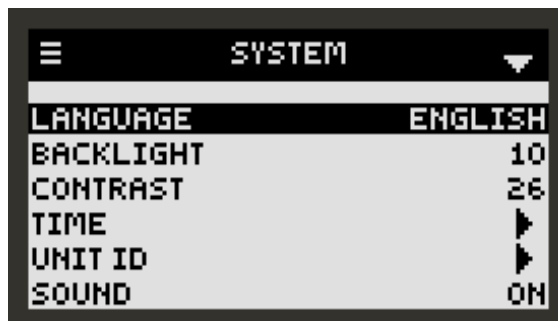 SYSTEM
LANGUAGE ENGLISH
BACKLIGHT 10
CONTRAST 26
TIME
UNIT ID
SOUND ON